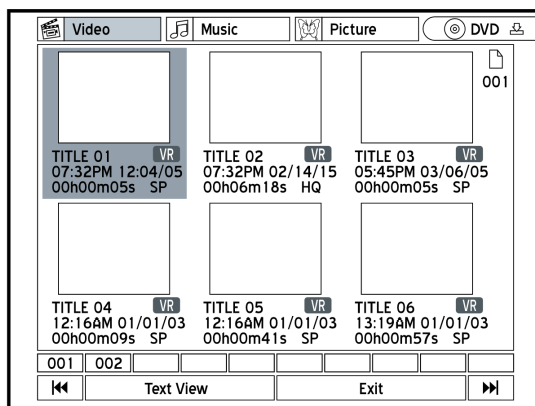 Video Music Picture DVD
001
TITLE 01 VR TITLE 02 VR TITLE 03 VR
07:32PM 12:04/05 07:32PM 02/14/15 05:45PM 03/06/05
00h00m05s SP 00h06m18s HQ 00h00m05s SP
TITLE 04 VR TITLE 05 VR TITLE 06 VR
12:16AM 01/01/03 12:16AM 01/01/03 13:19AM 01/01/03
00h00m09s SP 00h00m41s SP 00h00m57s SP
001 002
Text View Exit